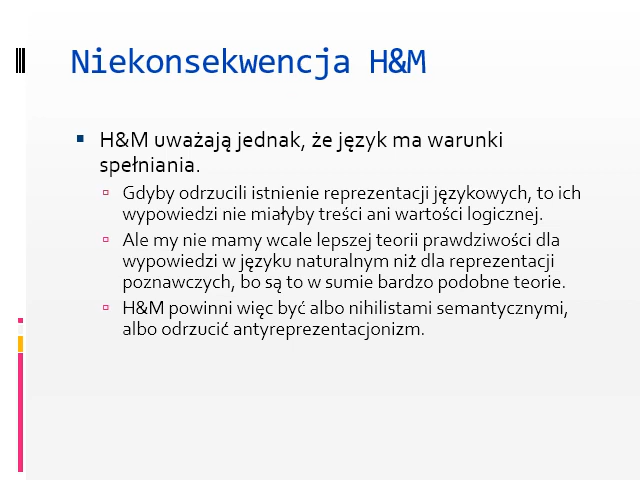 Niekonsekwencja H&M
H&M uważają jednak, że język ma warunki
spełniania.
Gdyby odrzucili istnienie reprezentacji językowych, to ich
wypowiedzi nie miałyby treści ani wartości logicznej.
Ale my nie mamy wcale lepszej teorii prawdziwości dla
wypowiedzi w języku naturalnym niż dla reprezentacji
poznawczych, bo są to w sumie bardzo podobne teorie.
H&M powinni więc być albo nihilistami semantycznymi,
albo odrzucić antyreprezentacjonizm.